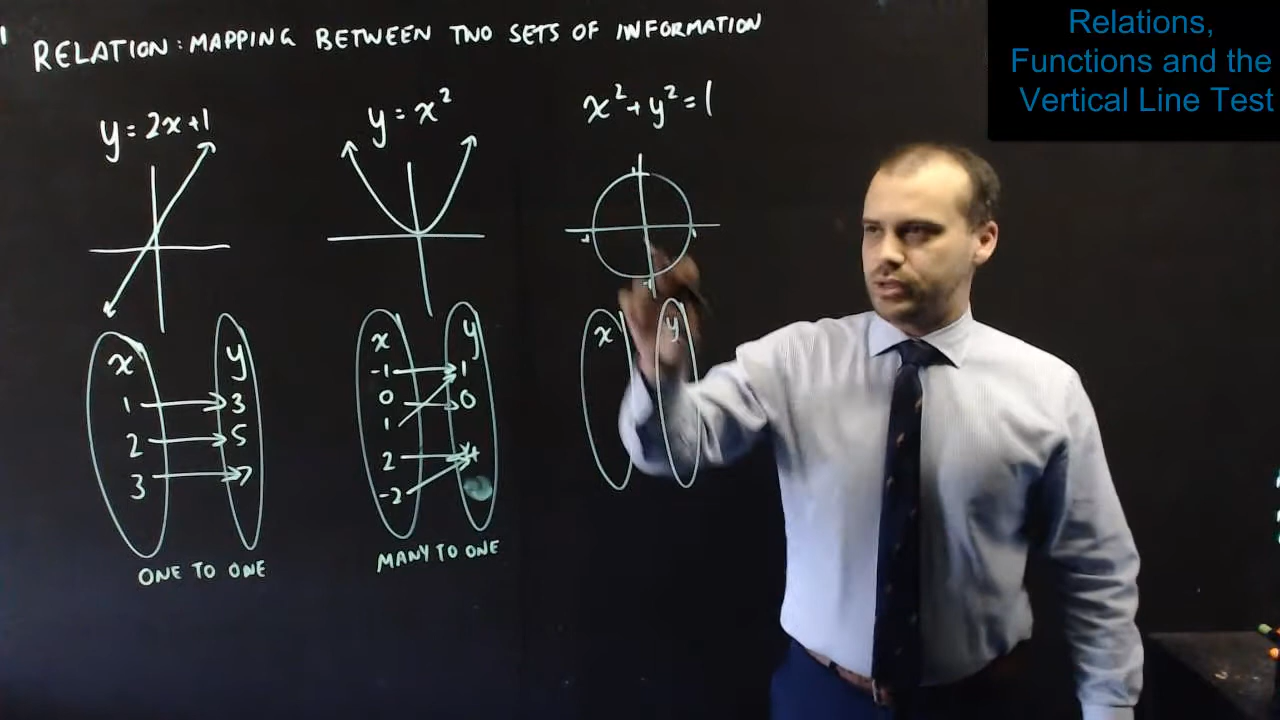 RELATION: MAPPING BETWEEN TWO SETS OF INFORMATION
Relations,
Functions and the
Vertical Line Test
y = 2x+1
y = x²
x² + y² = 1
x y
1 3
2 5
3 7
ONE TO ONE
x y
-1 1
0 0
1
2 4
-2
MANY TO ONE
x y